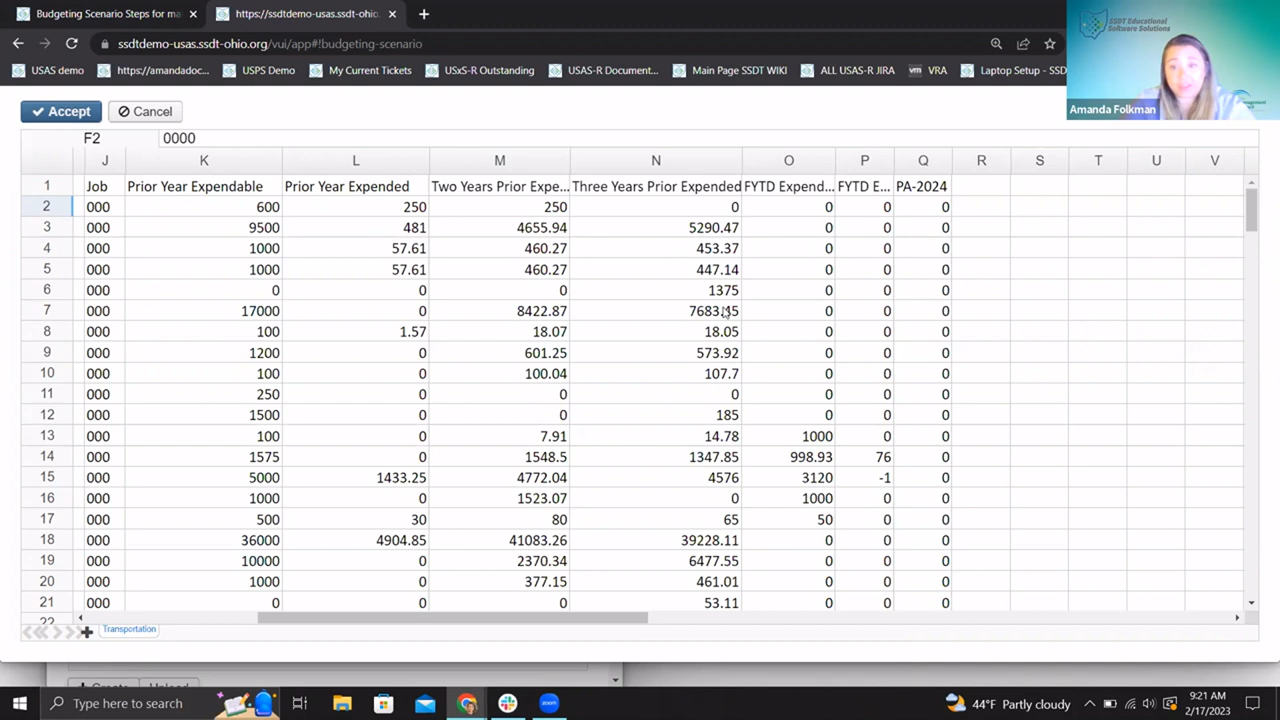 Budgeting Scenario Steps for ma × https://ssdtdemo-usas.ssdt-ohio. × +
ssdtdemo-usas.ssdt-ohio.org/vui/app#!budgeting-scenario
USAS demo https://amandadoc... USPS Demo My Current Tickets USxS-R Outstanding USAS-R Document... Main Page SSDT WIKI ALL USAS-R JIRA vm VRA Laptop Setup - SSD
SSDT Educational
Software Solutions
Amanda Folkman
Accept Cancel
F2 0000
J K L M N O P Q R S T U V
1 Job Prior Year Expendable Prior Year Expended Two Years Prior Expe... Three Years Prior Expended FYTD Expend... FYTD E... PA-2024
2 000 600 250 250 0 0 0 0
3 000 9500 481 4655.94 5290.47 0 0 0
4 000 1000 57.61 460.27 453.37 0 0 0
5 000 1000 57.61 460.27 447.14 0 0 0
6 000 0 0 0 1375 0 0 0
7 000 17000 0 8422.87 7683.45 0 0 0
8 000 100 1.57 18.07 18.05 0 0 0
9 000 1200 0 601.25 573.92 0 0 0
10 000 100 0 100.04 107.7 0 0 0
11 000 250 0 0 0 0 0 0
12 000 1500 0 0 185 0 0 0
13 000 100 0 7.91 14.78 1000 0 0
14 000 1575 0 1548.5 1347.85 998.93 76 0
15 000 5000 1433.25 4772.04 4576 3120 -1 0
16 000 1000 0 1523.07 0 1000 0 0
17 000 500 30 80 65 50 0 0
18 000 36000 4904.85 41083.26 39228.11 0 0 0
19 000 10000 0 2370.34 6477.55 0 0 0
20 000 1000 0 377.15 461.01 0 0 0
21 000 0 0 0 53.11 0 0 0
22
Transportation
Create Upload
Type here to search
zoom
44°F Partly cloudy
9:21 AM
2/17/2023